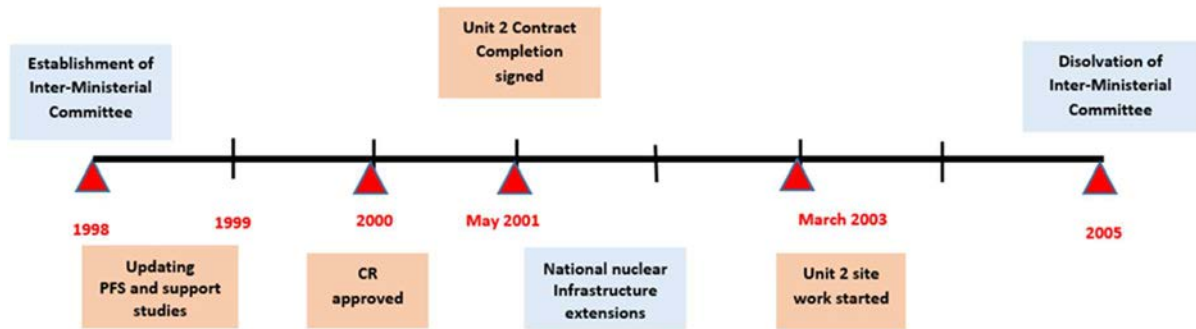 Establishment of
Inter-Ministerial
Committee
Unit 2 Contract
Completion
signed
Disolvation of
Inter-Ministerial
Committee
1998
1999
2000
May 2001
March 2003
2005
Updating
PFS and support
studies
CR
approved
National nuclear
Infrastructure
extensions
Unit 2 site
work started